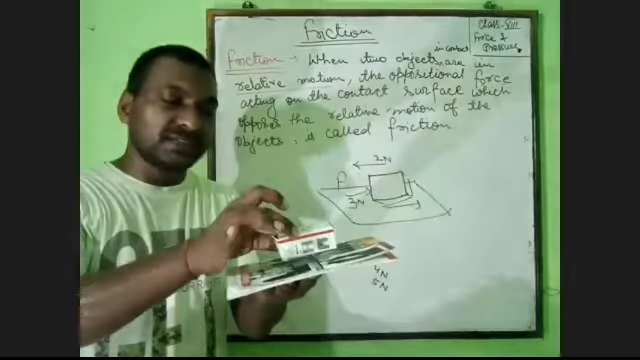 Friction
Class-VIII
Force &
Pressure
Friction - When two objects in contact are in
relative motion, the oppositional force
acting on the contact surface which
opposes the relative motion of the
objects, is called friction.
2N
F
3N
4N
5N